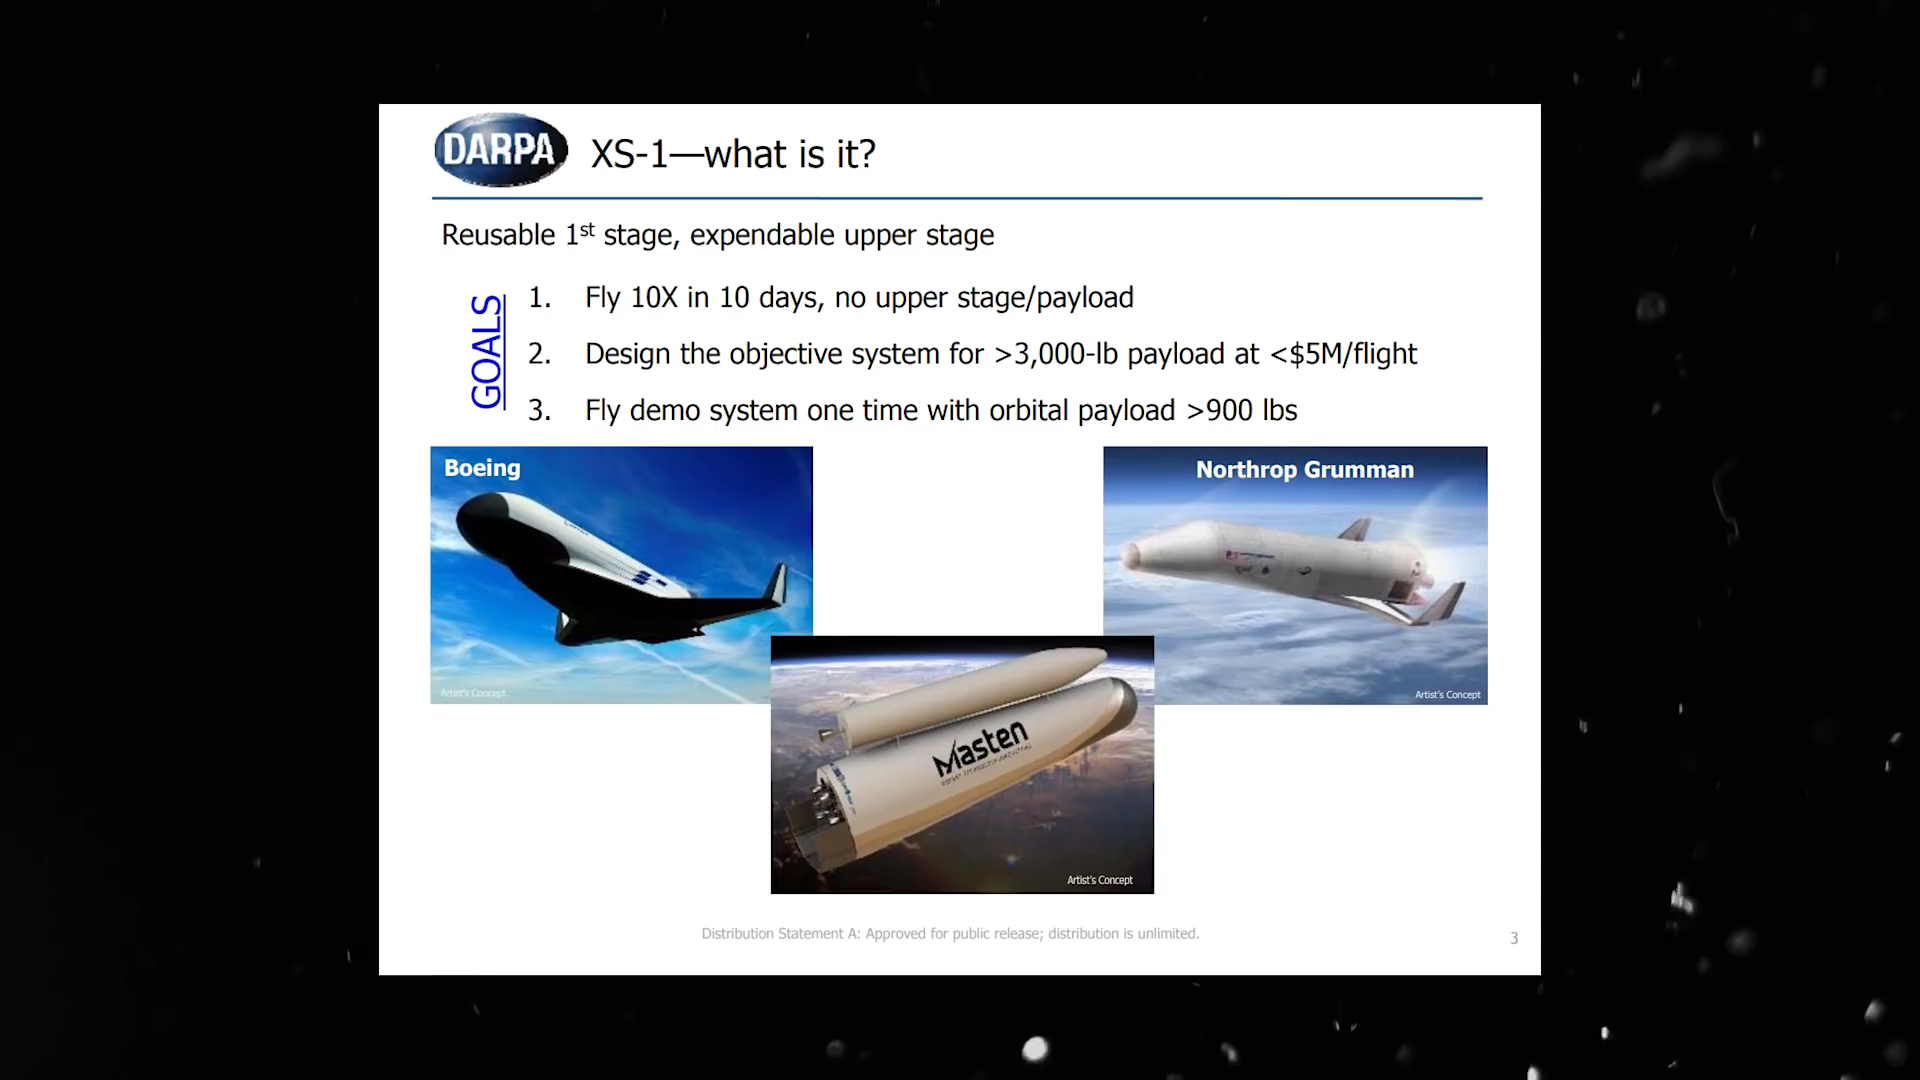 DARPA
XS-1—what is it?
Reusable 1st stage, expendable upper stage
GOALS
1. Fly 10X in 10 days, no upper stage/payload
2. Design the objective system for >3,000-lb payload at <$5M/flight
3. Fly demo system one time with orbital payload >900 lbs
Boeing
Artist's Concept
Northrop Grumman
Artist's Concept
Masten
Artist's Concept
Distribution Statement A: Approved for public release; distribution is unlimited.
3